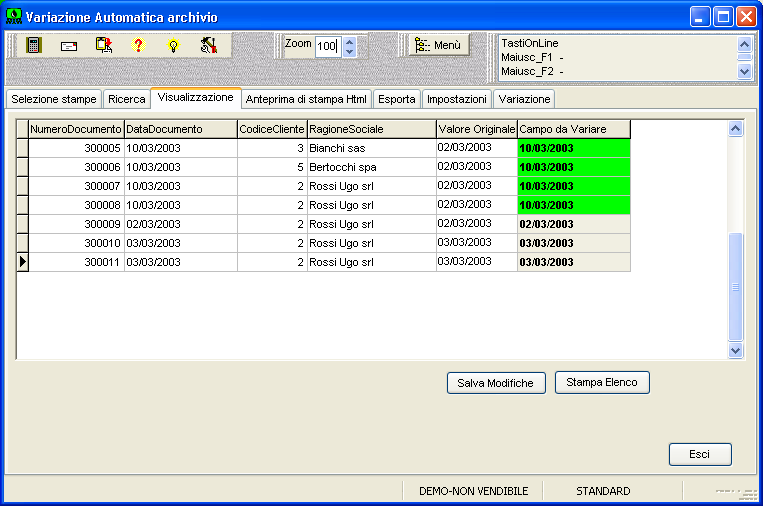 Variazione Automatica archivio
Zoom 100 Menù
TastiOnLine
Maiusc_F1 -
Maiusc_F2 -
Selezione stampe Ricerca Visualizzazione Anteprima di stampa Html Esporta Impostazioni Variazione
NumeroDocumento DataDocumento CodiceCliente RagioneSociale Valore Originale Campo da Variare
300005 10/03/2003 3 Bianchi sas 02/03/2003 10/03/2003
300006 10/03/2003 5 Bertocchi spa 02/03/2003 10/03/2003
300007 10/03/2003 2 Rossi Ugo srl 02/03/2003 10/03/2003
300008 10/03/2003 2 Rossi Ugo srl 02/03/2003 10/03/2003
300009 02/03/2003 2 Rossi Ugo srl 02/03/2003 02/03/2003
300010 03/03/2003 2 Rossi Ugo srl 03/03/2003 03/03/2003
300011 03/03/2003 2 Rossi Ugo srl 03/03/2003 03/03/2003
Salva Modifiche Stampa Elenco
Esci
DEMO-NON VENDIBILE STANDARD